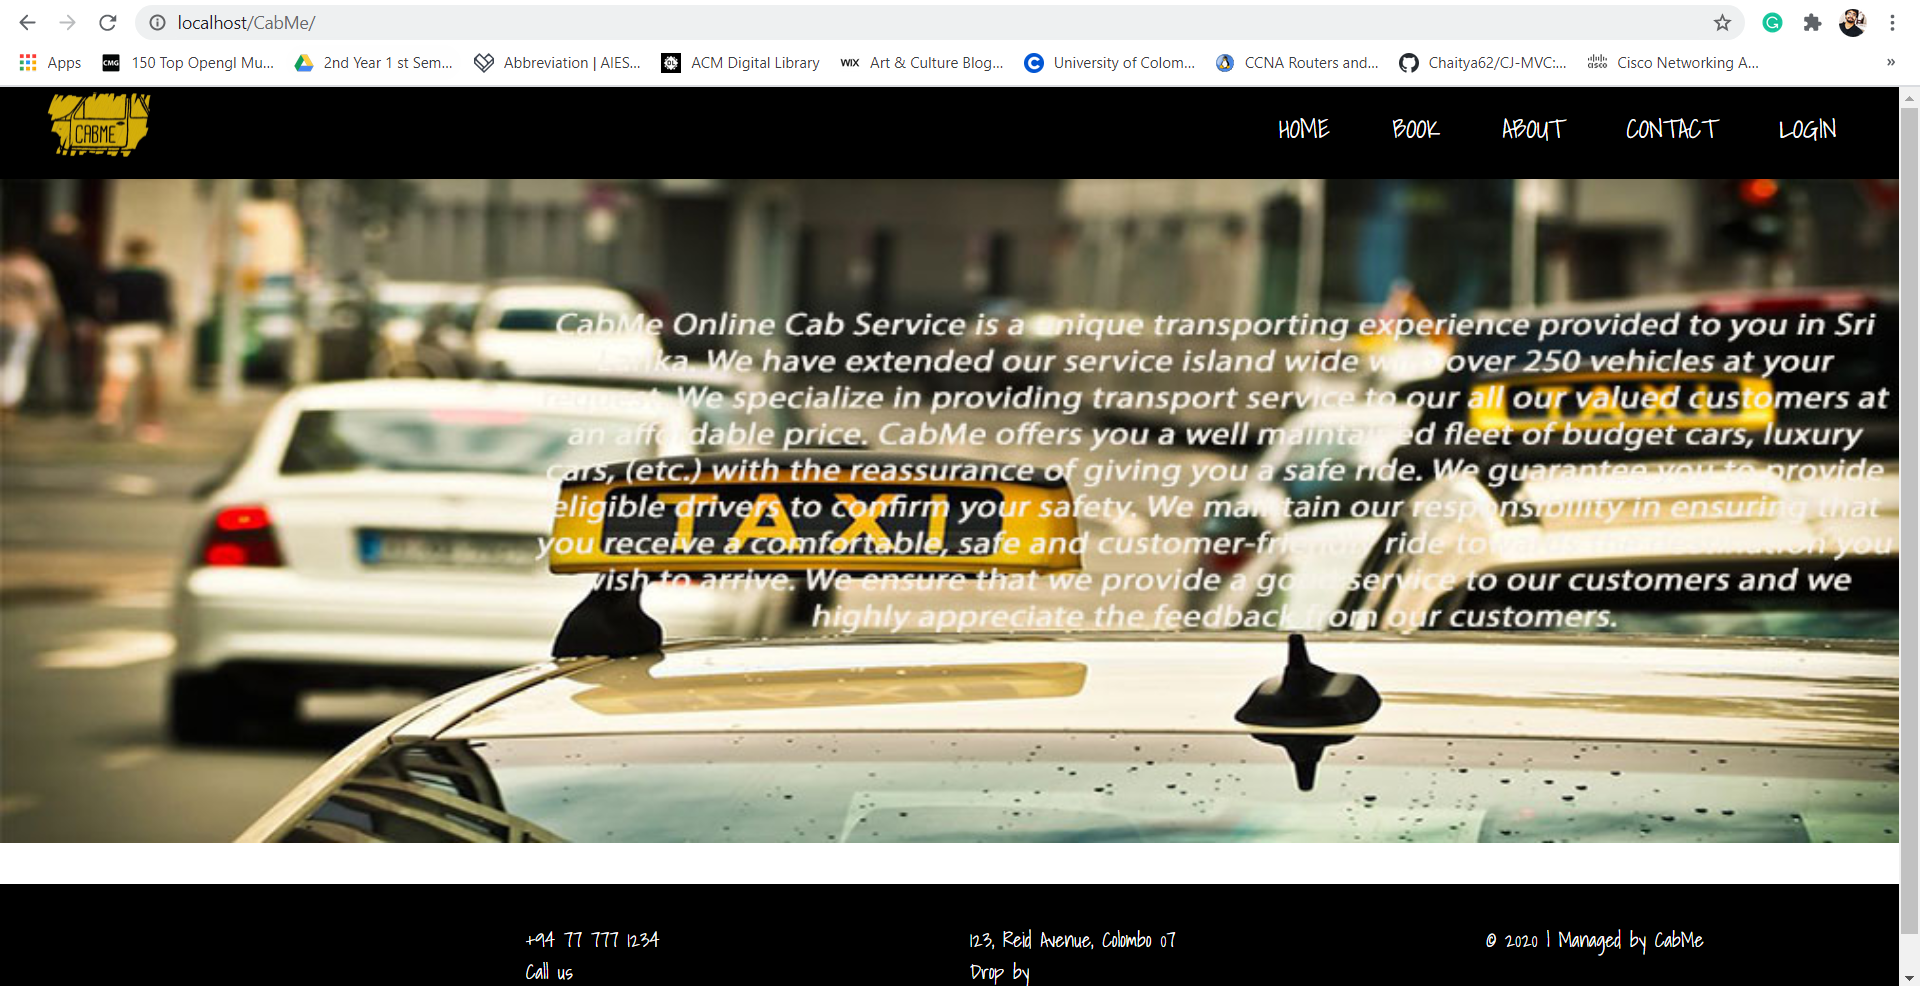 localhost/CabMe/
Apps
CMG 150 Top Opengl Mu...
2nd Year 1 st Sem...
Abbreviation | AIES...
ACM Digital Library
WIX Art & Culture Blog...
University of Colom...
CCNA Routers and...
Chaitya62/CJ-MVC:...
cisco Cisco Networking A...
»
CABME
HOME BOOK ABOUT CONTACT LOGIN
CabMe Online Cab Service is a unique transporting experience provided to you in Sri
Lanka. We have extended our service island wide with over 250 vehicles at your
request. We specialize in providing transport service to our all our valued customers at
an affordable price. CabMe offers you a well maintained fleet of budget cars, luxury
cars, (etc.) with the reassurance of giving you a safe ride. We guarantee you to provide
eligible drivers to confirm your safety. We maintain our responsibility in ensuring that
you receive a comfortable, safe and customer-friendly ride towards the destination you
wish to arrive. We ensure that we provide a good service to our customers and we
highly appreciate the feedback from our customers.
TAXI
TAXI
+94 77 777 1234
Call us
123, Reid Avenue, Colombo 07
Drop by
© 2020 | Managed by CabMe